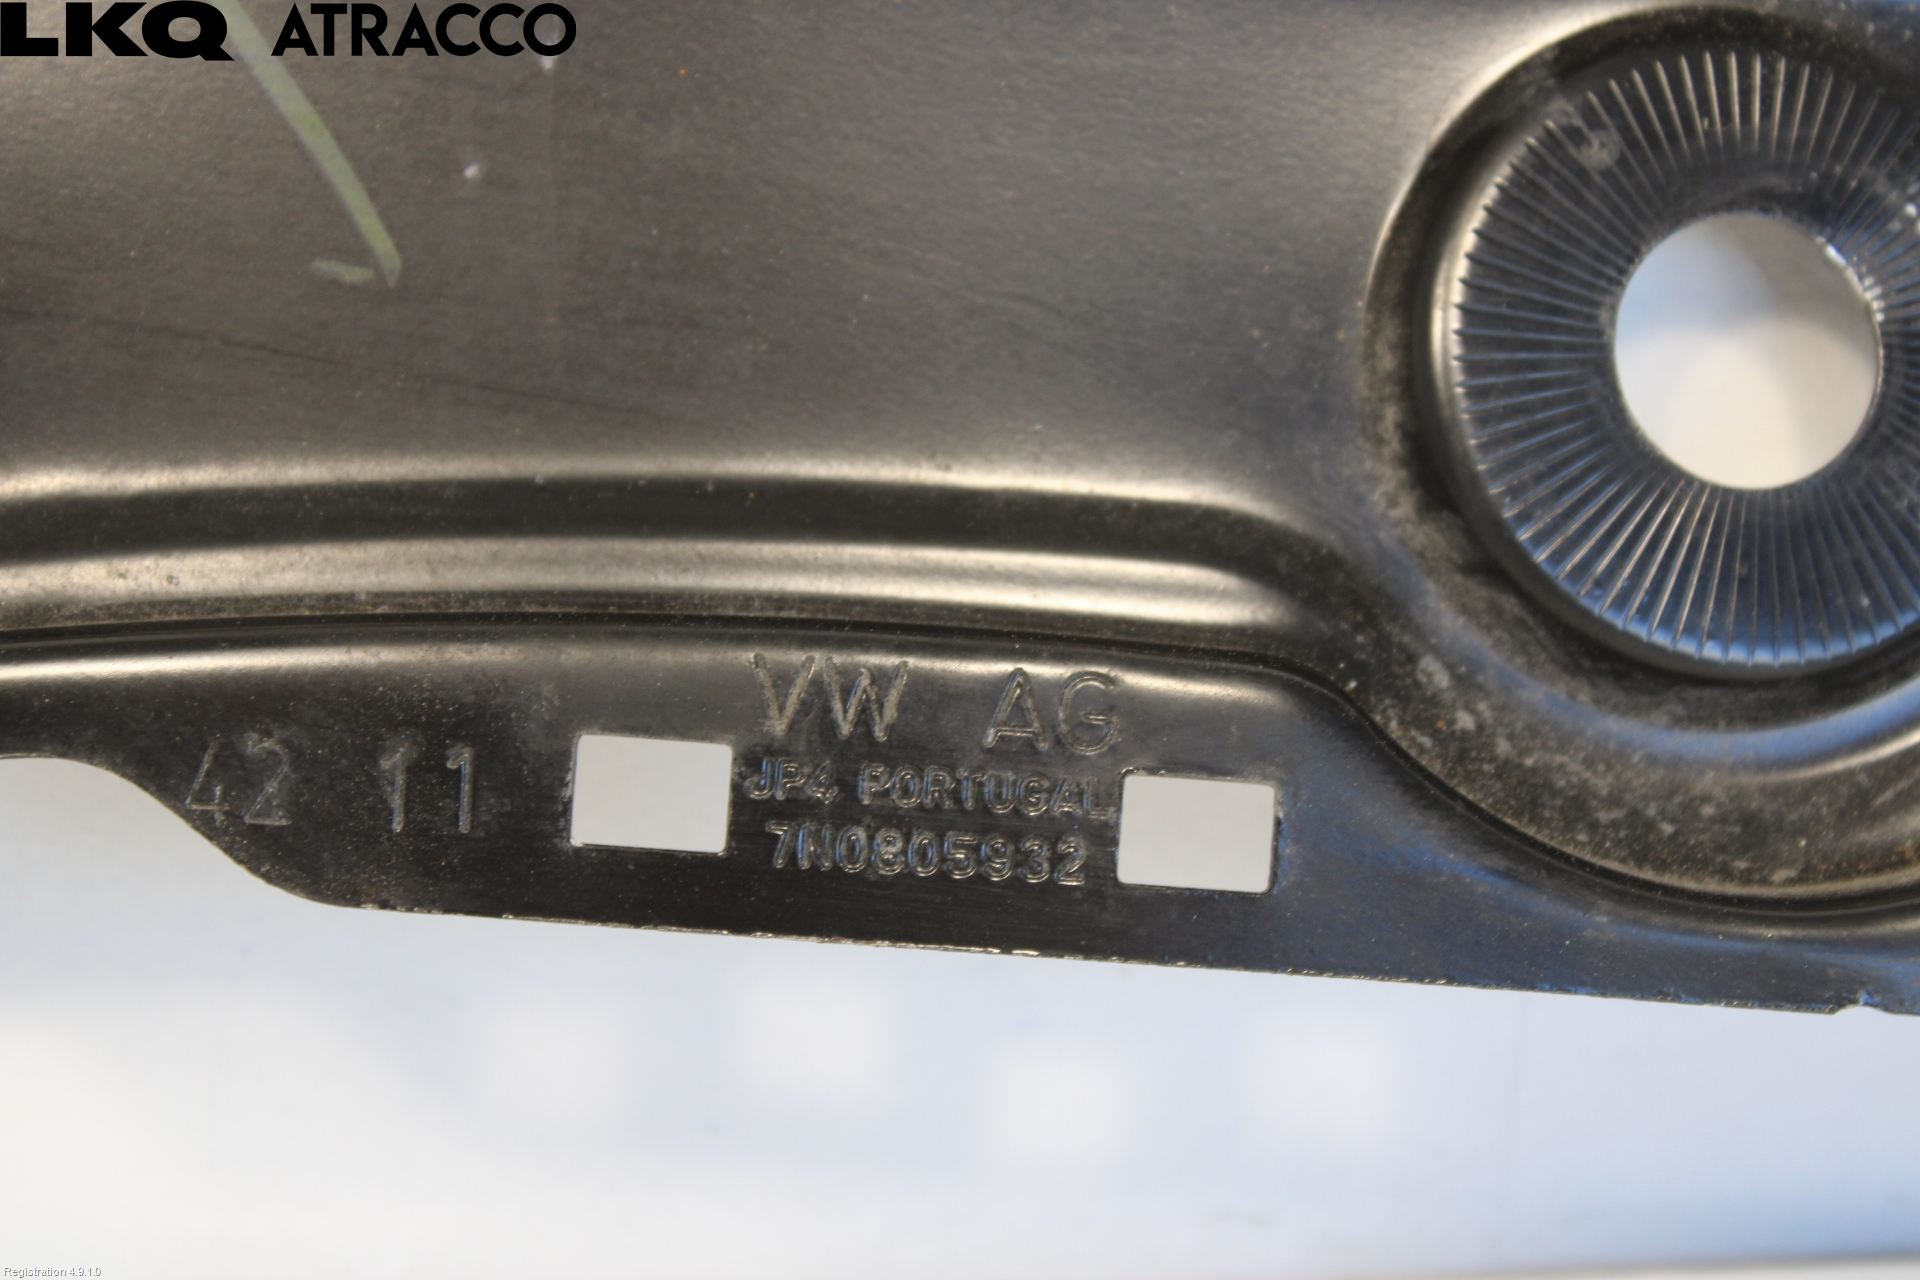 LKQ ATRACCO
VW AG
42 11
JP4 PORTUGAL
7N0805932
Registration 4.9.1.0